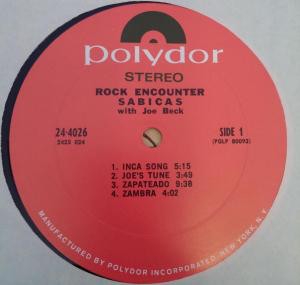 polydor
STEREO
ROCK ENCOUNTER
SABICAS
with Joe Beck
24-4026
2425 024
SIDE 1
(POLP 80093)
1. INCA SONG 5:15
2. JOE'S TUNE 3:49
3. ZAPATEADO 9:38
4. ZAMBRA 4:02
MANUFACTURED BY POLYDOR INCORPORATED · NEW YORK, N.Y.